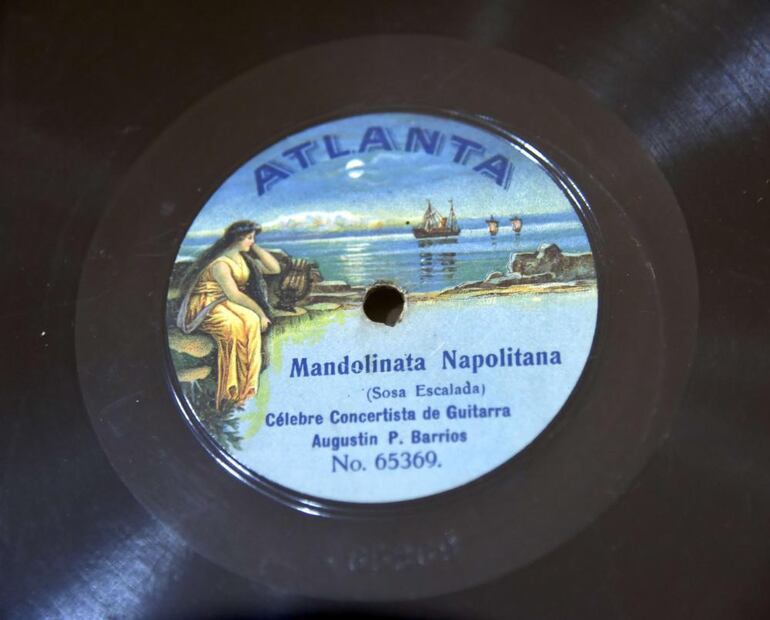 ATLANTA
Mandolinata Napolitana
(Sosa Escalada)
Célebre Concertista de Guitarra
Augustin P. Barrios
No. 65369.